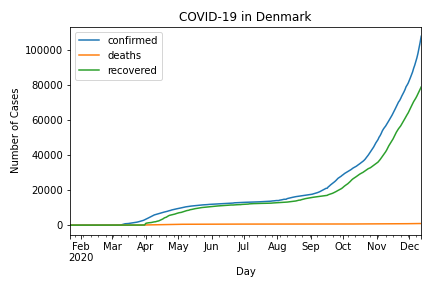 COVID-19 in Denmark
confirmed
deaths
recovered
Number of Cases
100000
80000
60000
40000
20000
0
Feb Mar Apr May Jun Jul Aug Sep Oct Nov Dec
2020
Day